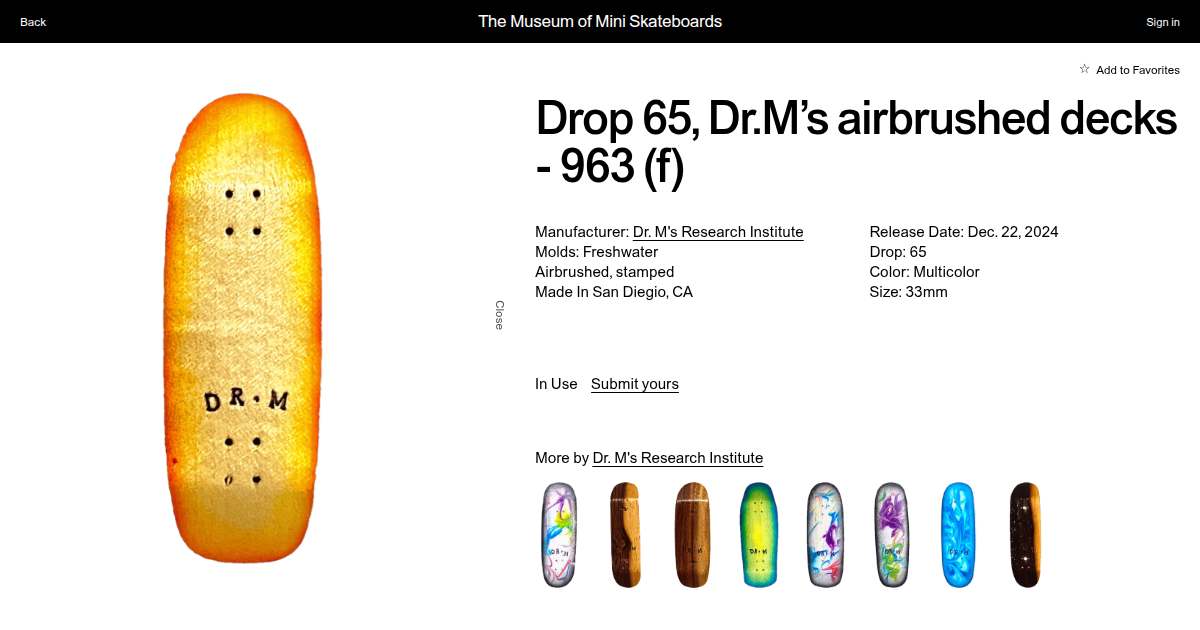 Back
The Museum of Mini Skateboards
Sign in
☆ Add to Favorites
Drop 65, Dr.M’s airbrushed decks
- 963 (f)
Manufacturer: Dr. M's Research Institute
Molds: Freshwater
Airbrushed, stamped
Made In San Diegio, CA
Release Date: Dec. 22, 2024
Drop: 65
Color: Multicolor
Size: 33mm
Close
DR·M
In Use Submit yours
More by Dr. M's Research Institute
DR·M
DR·M